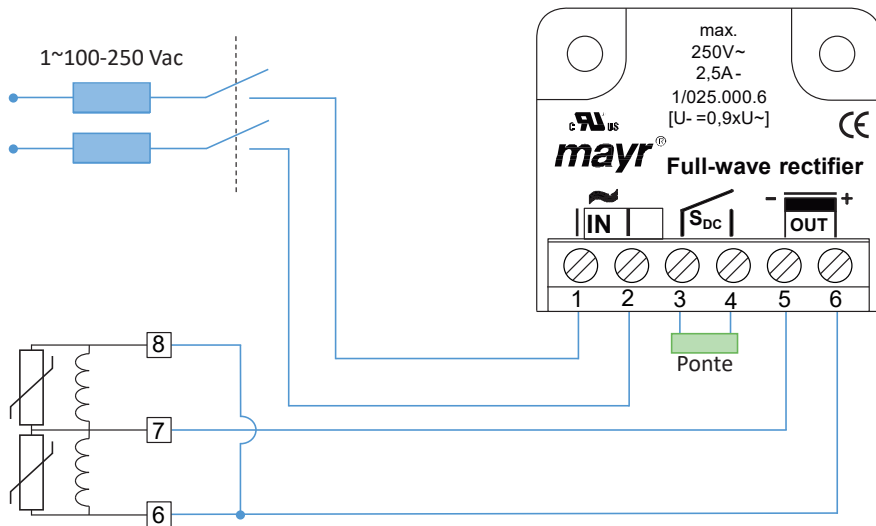 1~100-250 Vac
max.
250V~
2,5A-
1/025.000.6
[U- =0,9xU~]
c UR US
CE
mayr®
Full-wave rectifier
~ - +
IN SDC OUT
1 2 3 4 5 6
Ponte
8
7
6